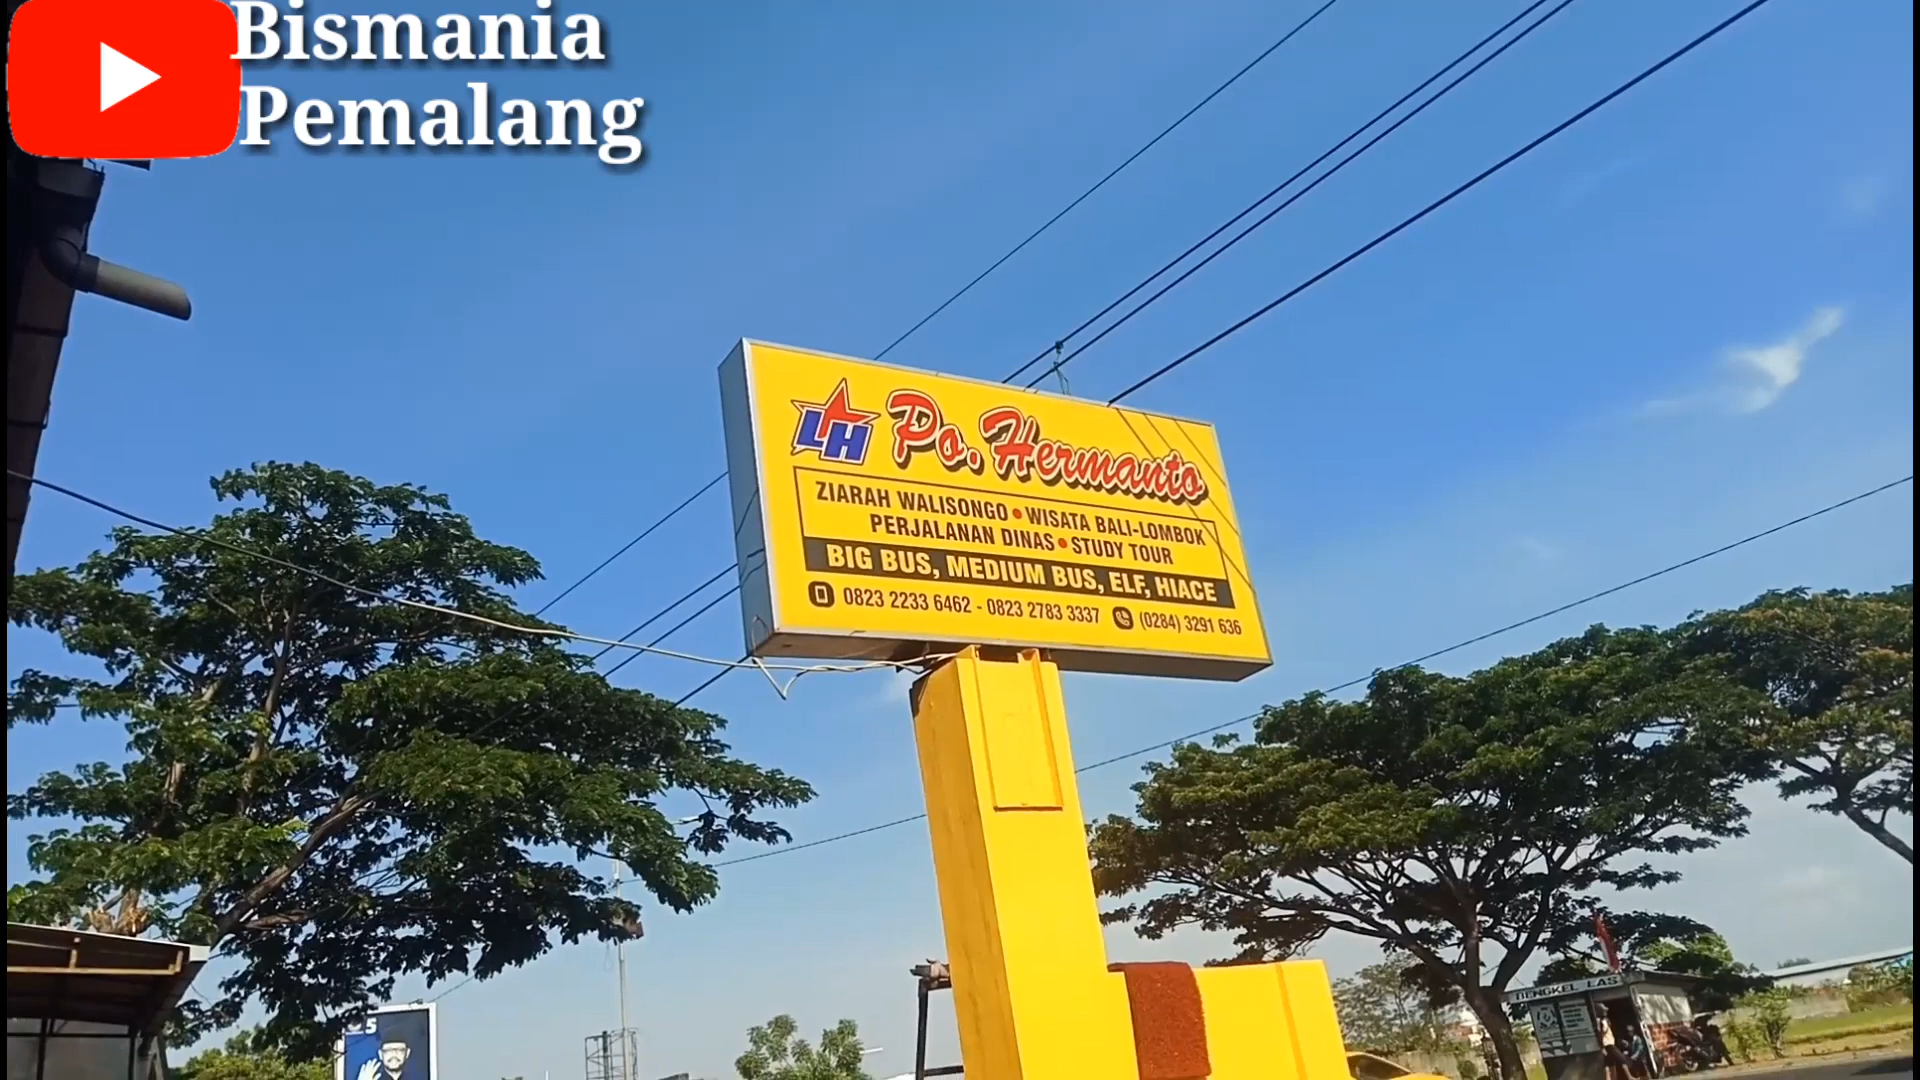 Bismania
Pemalang
LH Po. Hermanto
ZIARAH WALISONGO • WISATA BALI-LOMBOK
PERJALANAN DINAS • STUDY TOUR
BIG BUS, MEDIUM BUS, ELF, HIACE
0823 2233 6462 - 0823 2783 3337 (0284) 3291 636
5
BENGKEL LAS